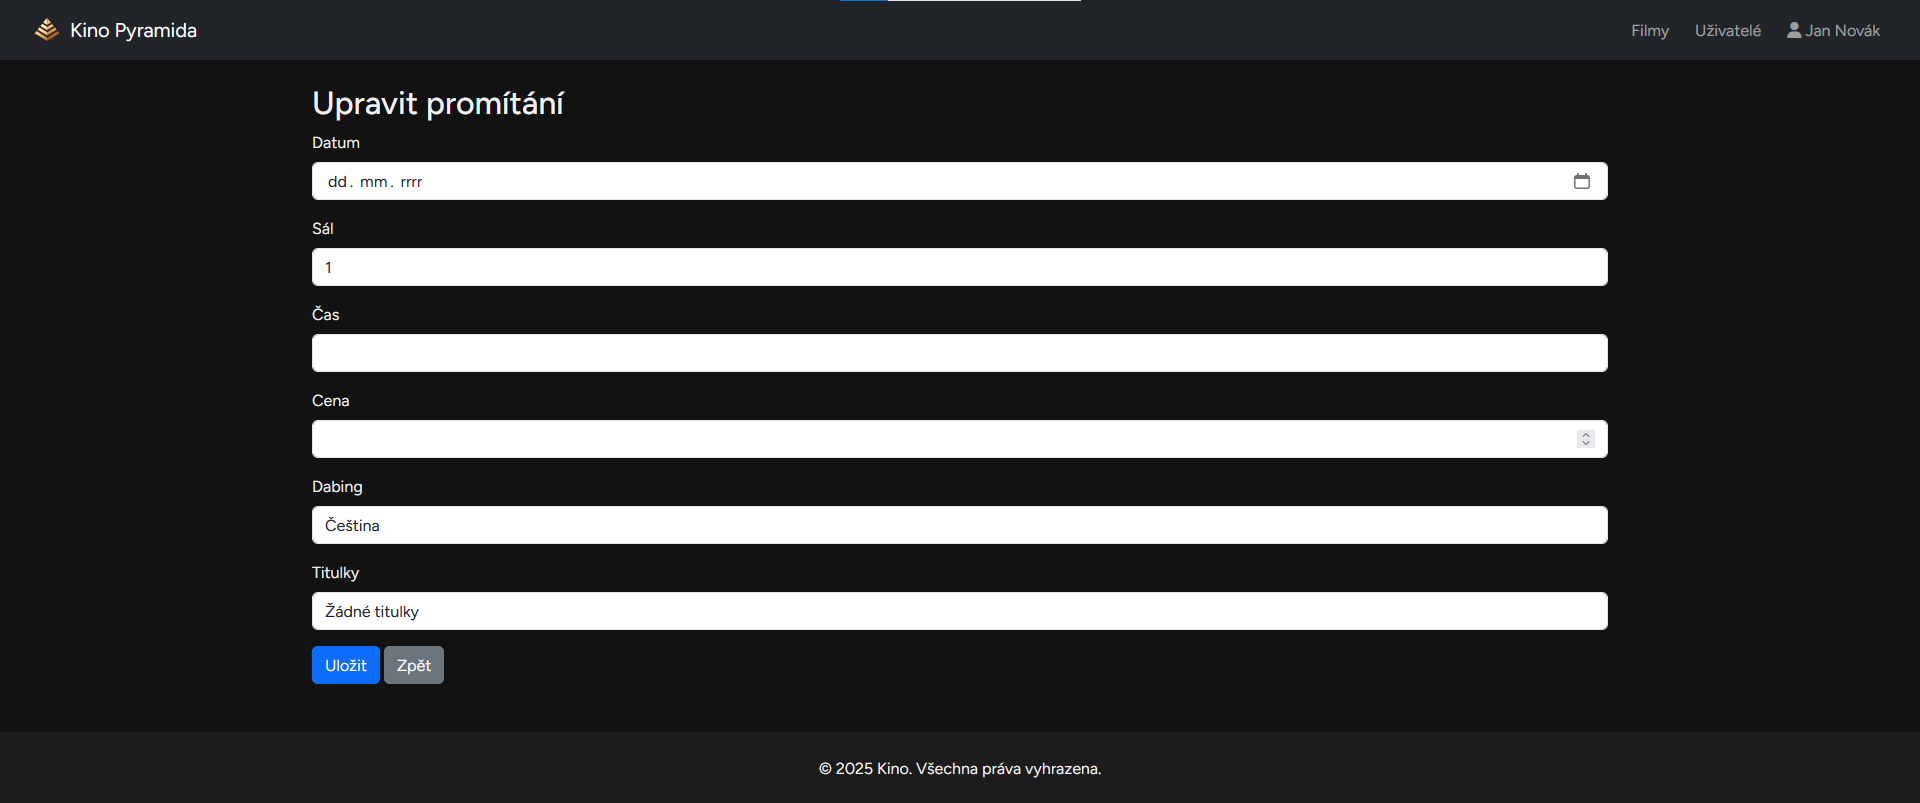 Kino Pyramida
Filmy Uživatelé Jan Novák
Upravit promítání
Datum
dd. mm. rrrr
Sál
1
Čas
Cena
Dabing
Čeština
Titulky
Žádné titulky
Uložit Zpět
© 2025 Kino. Všechna práva vyhrazena.